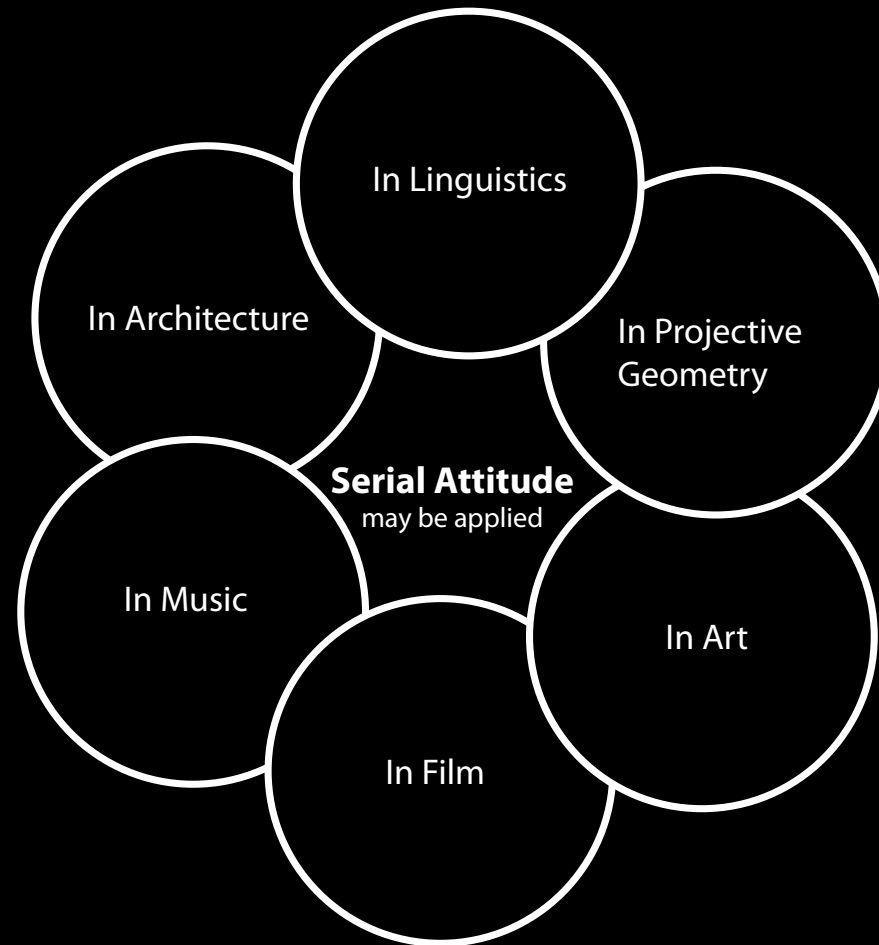 In Linguistics
In Architecture
In Projective
Geometry
Serial Attitude
may be applied
In Music
In Art
In Film